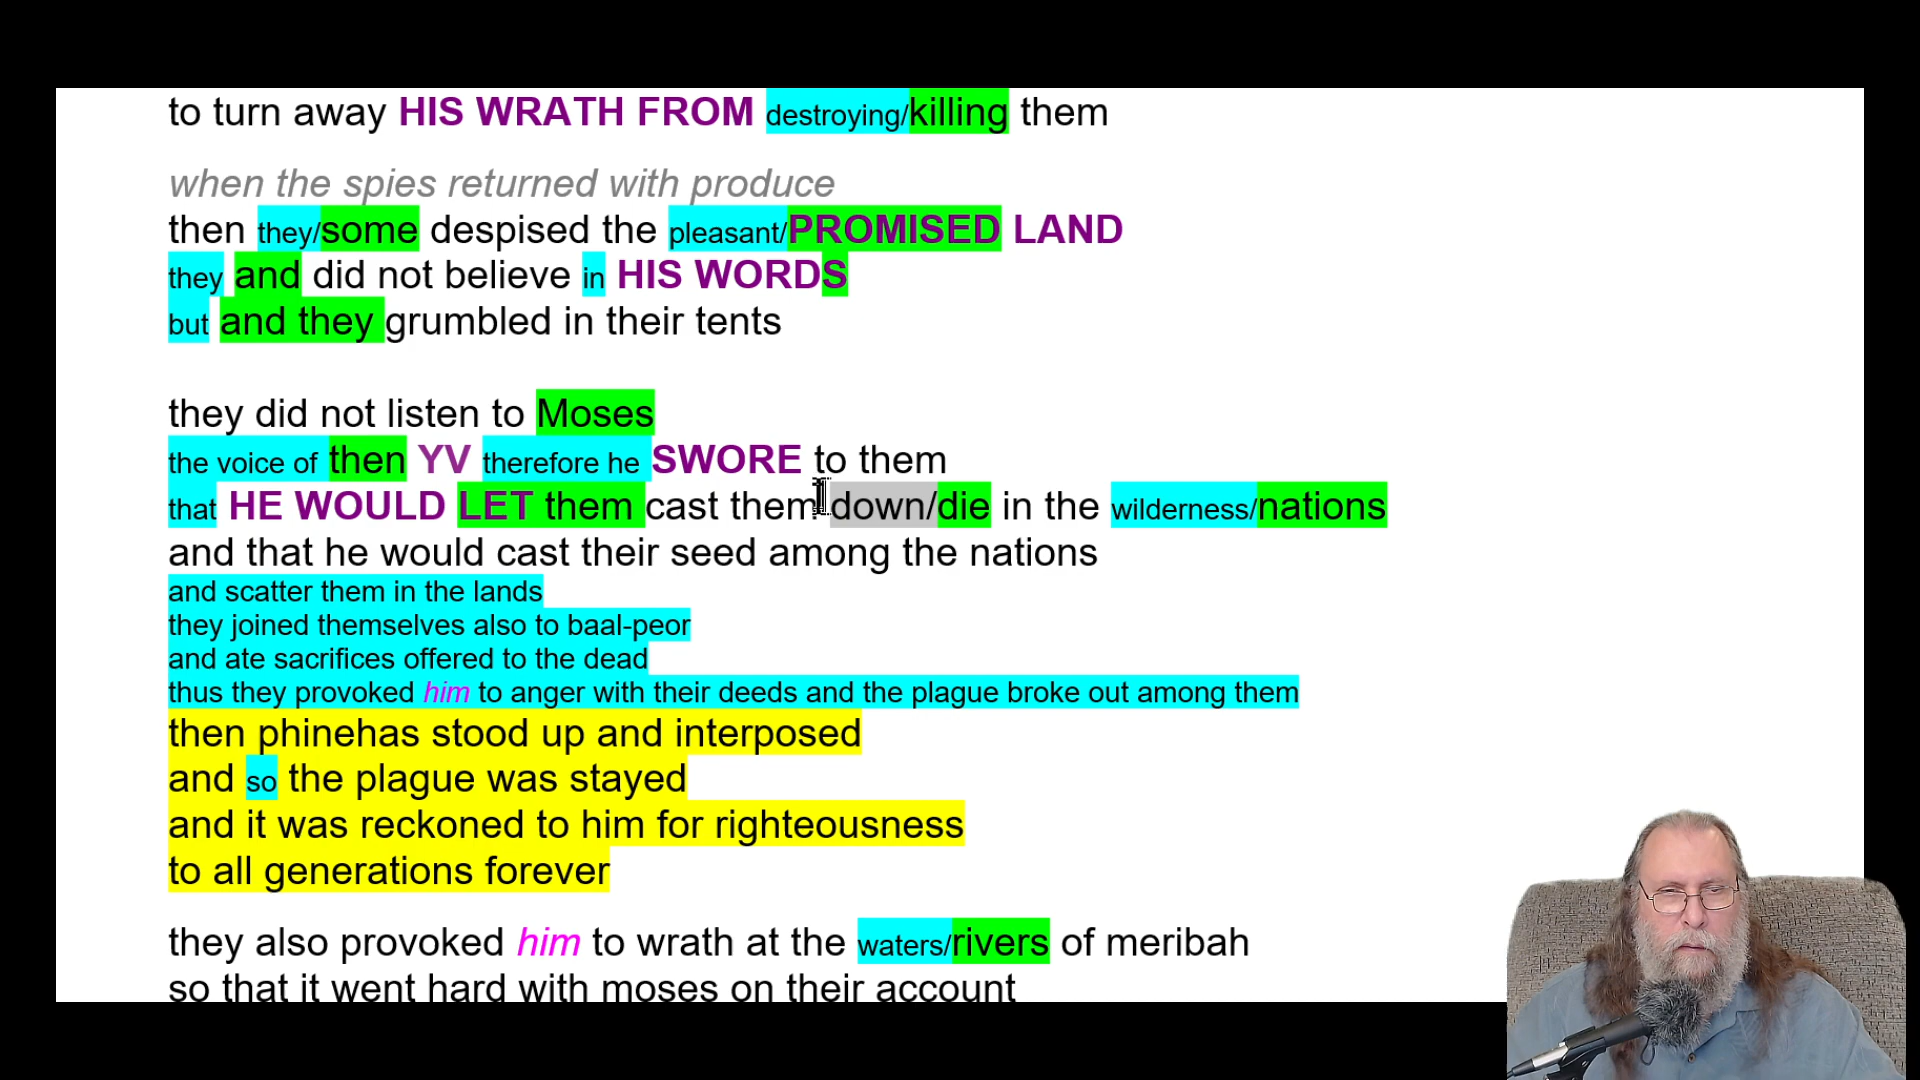 to turn away HIS WRATH FROM destroying/killing them
when the spies returned with produce
then they/some despised the pleasant/PROMISED LAND
they and did not believe in HIS WORDS
but and they grumbled in their tents
they did not listen to Moses
the voice of then YV therefore he SWORE to them
that HE WOULD LET them cast them down/die in the wilderness/nations
and that he would cast their seed among the nations
and scatter them in the lands
they joined themselves also to baal-peor
and ate sacrifices offered to the dead
thus they provoked him to anger with their deeds and the plague broke out among them
then phinehas stood up and interposed
and so the plague was stayed
and it was reckoned to him for righteousness
to all generations forever
they also provoked him to wrath at the waters/rivers of meribah
so that it went hard with moses on their account